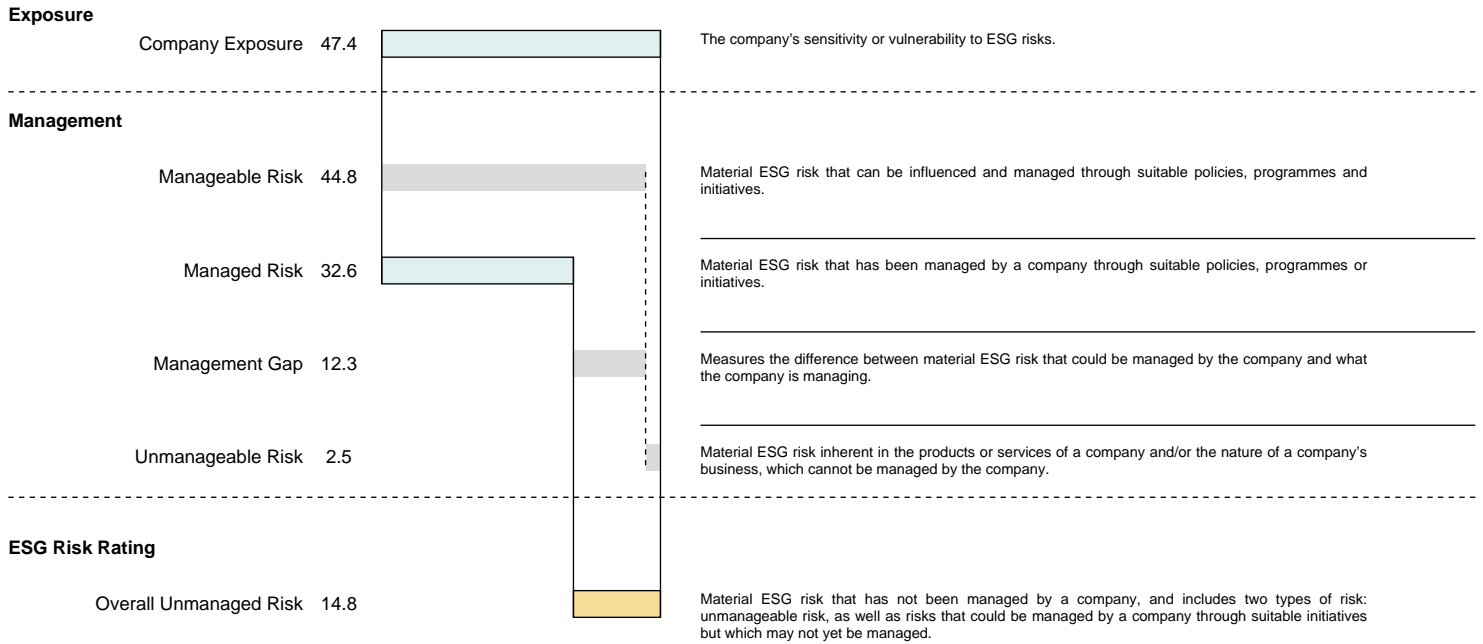 Exposure
Company Exposure 47.4
The company's sensitivity or vulnerability to ESG risks.
Management
Manageable Risk 44.8
Material ESG risk that can be influenced and managed through suitable policies, programmes and
initiatives.
Managed Risk 32.6
Material ESG risk that has been managed by a company through suitable policies, programmes or
initiatives.
Management Gap 12.3
Measures the difference between material ESG risk that could be managed by the company and what
the company is managing.
Unmanageable Risk 2.5
Material ESG risk inherent in the products or services of a company and/or the nature of a company's
business, which cannot be managed by the company.
ESG Risk Rating
Overall Unmanaged Risk 14.8
Material ESG risk that has not been managed by a company, and includes two types of risk:
unmanageable risk, as well as risks that could be managed by a company through suitable initiatives
but which may not yet be managed.